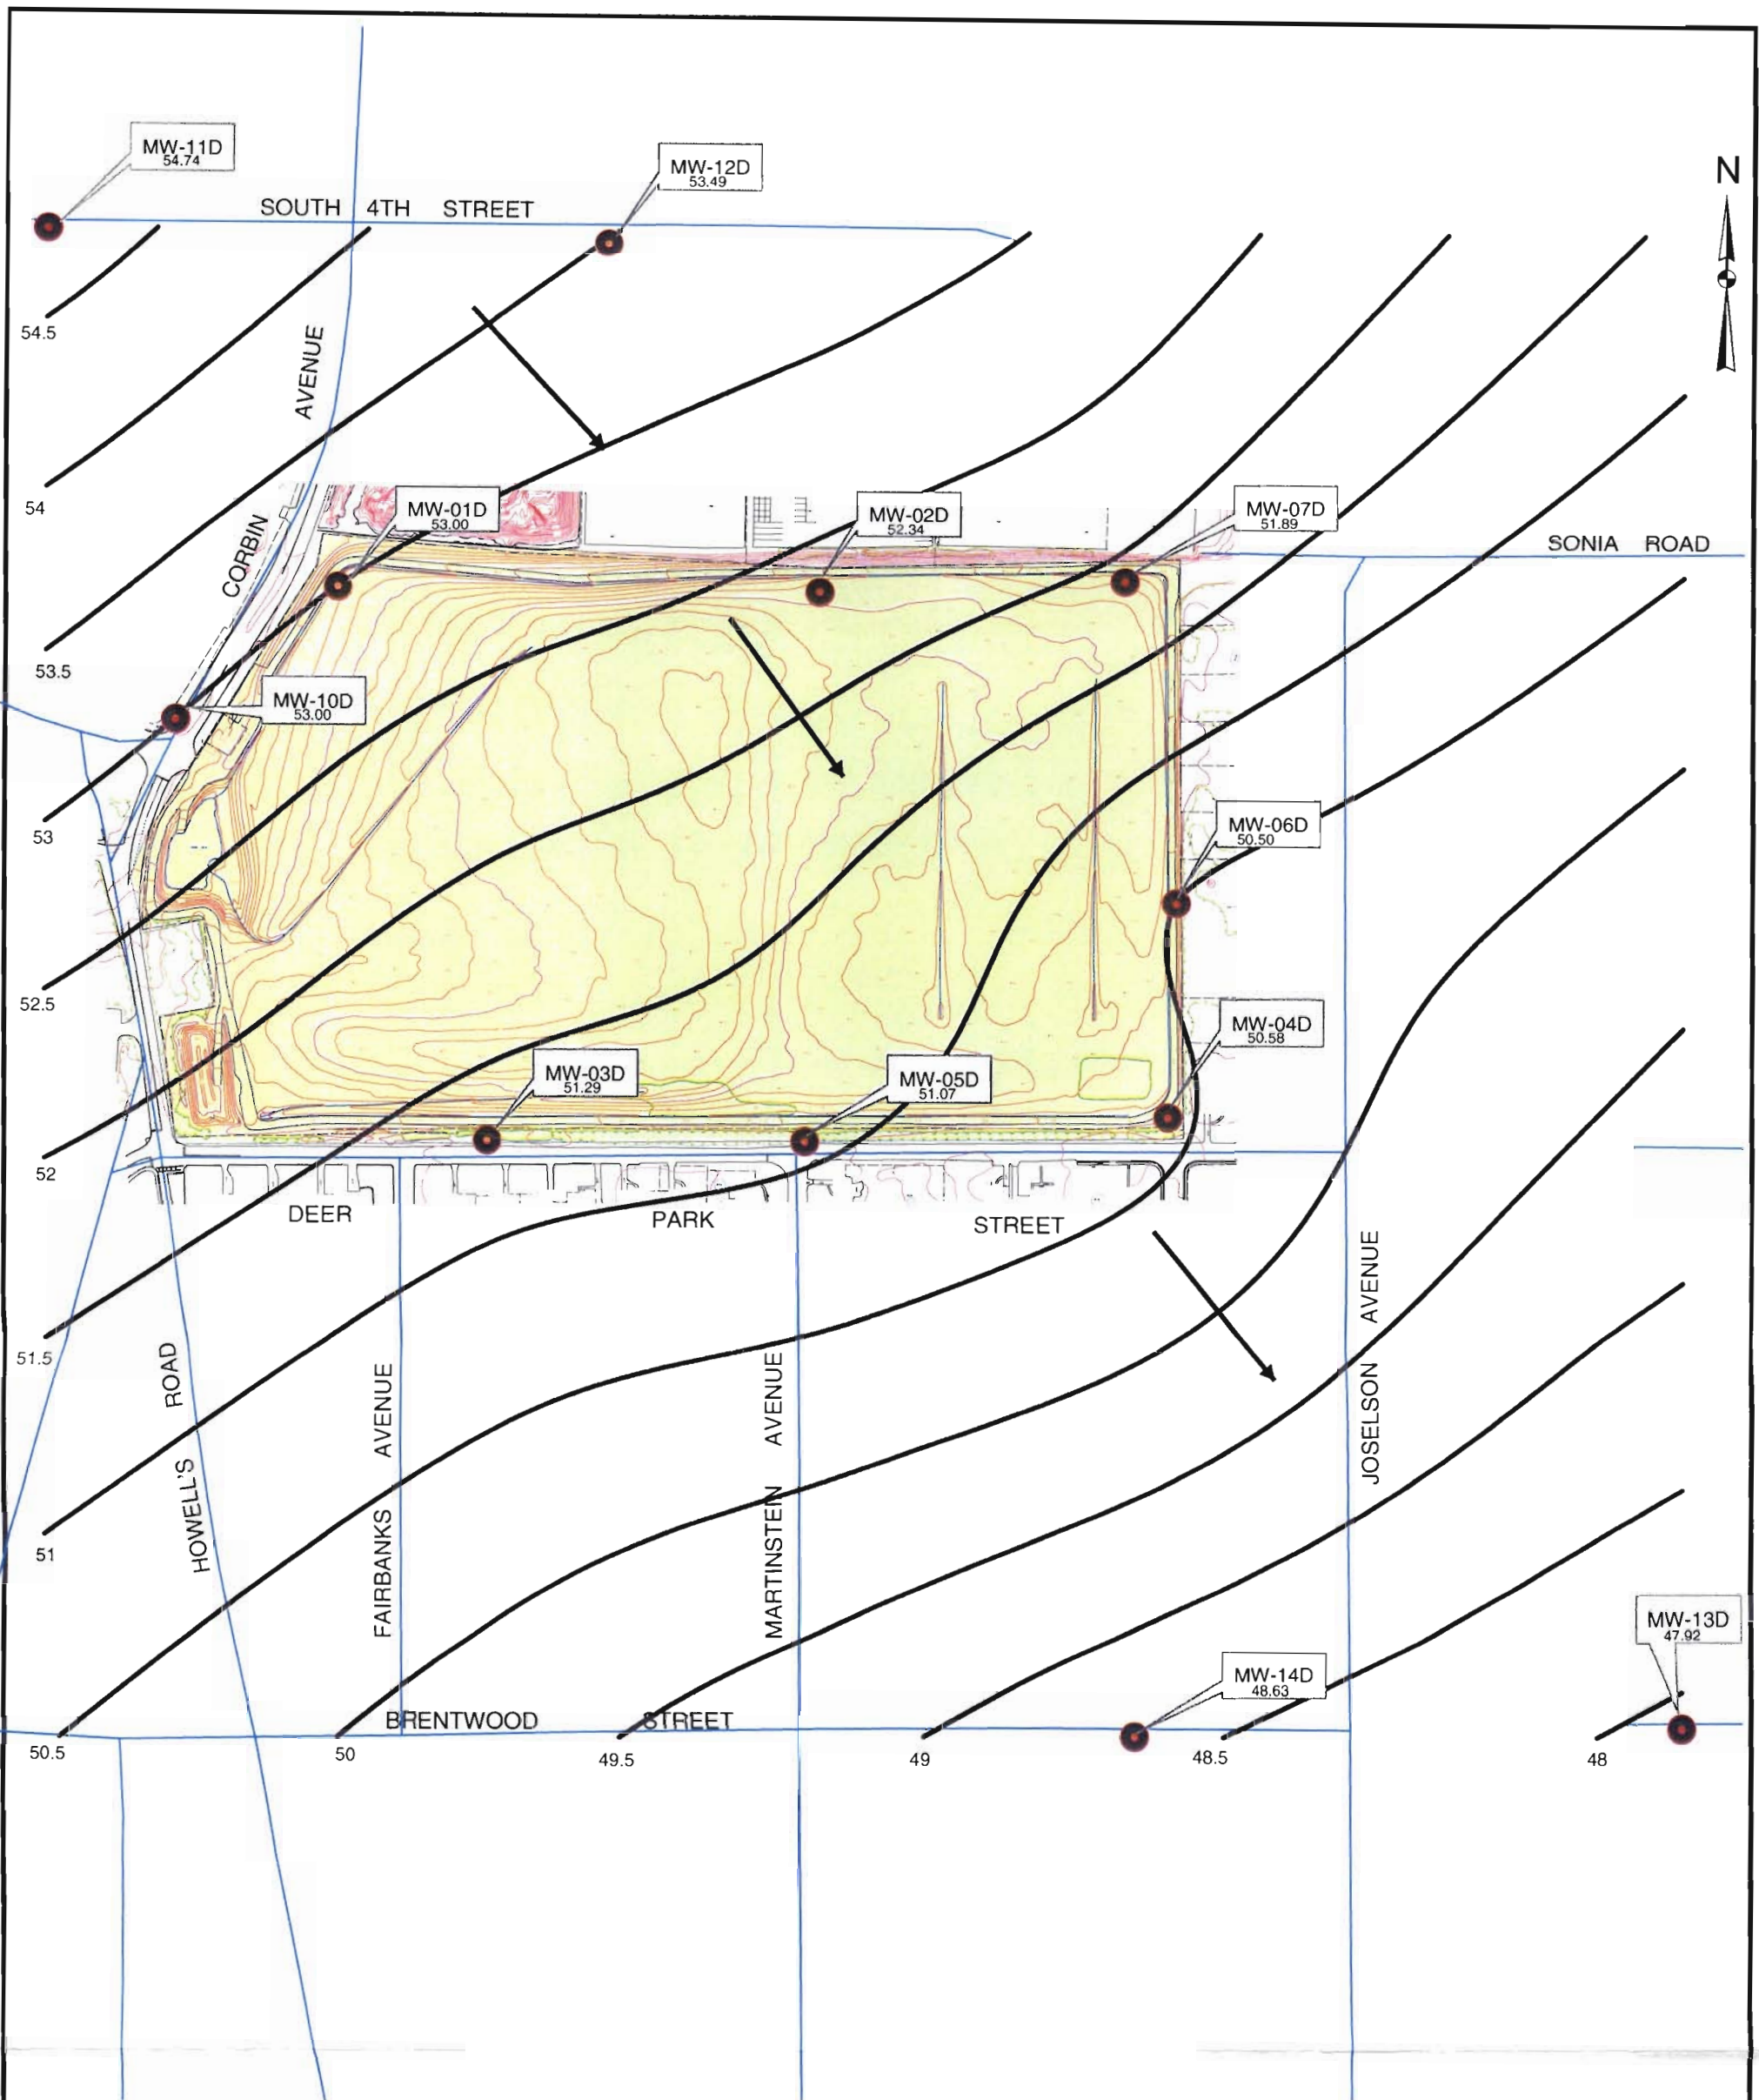 MW-11D
54.74
MW-12D
53.49
N
SOUTH 4TH STREET
54.5
AVENUE
54
CORBIN
MW-01D
53.00
MW-02D
52.34
MW-07D
51.89
SONIA ROAD
53.5
MW-10D
53.00
53
MW-06D
50.50
52.5
MW-04D
50.58
MW-03D
51.29
MW-05D
51.07
52
DEER PARK STREET
51.5
HOWELL'S ROAD
FAIRBANKS AVENUE
MARTINSTEN AVENUE
JOSELSON AVENUE
51
MW-13D
47.92
MW-14D
48.63
BRENTWOOD STREET
50.5
50
49.5
49
48.5
48